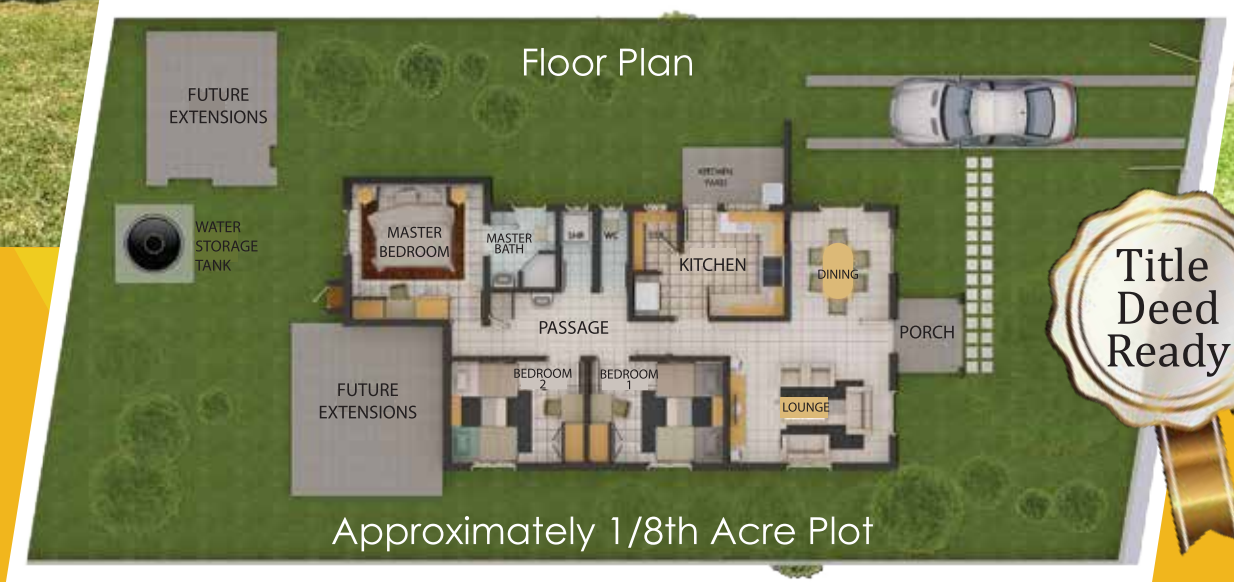 Floor Plan
FUTURE
EXTENSIONS
WATER
STORAGE
TANK
MASTER
BEDROOM
MASTER
BATH
SHR
WC
KITCHEN
YARD
KITCHEN
DINING
PASSAGE
PORCH
BEDROOM
2
BEDROOM
1
LOUNGE
FUTURE
EXTENSIONS
Title
Deed
Ready
Approximately 1/8th Acre Plot